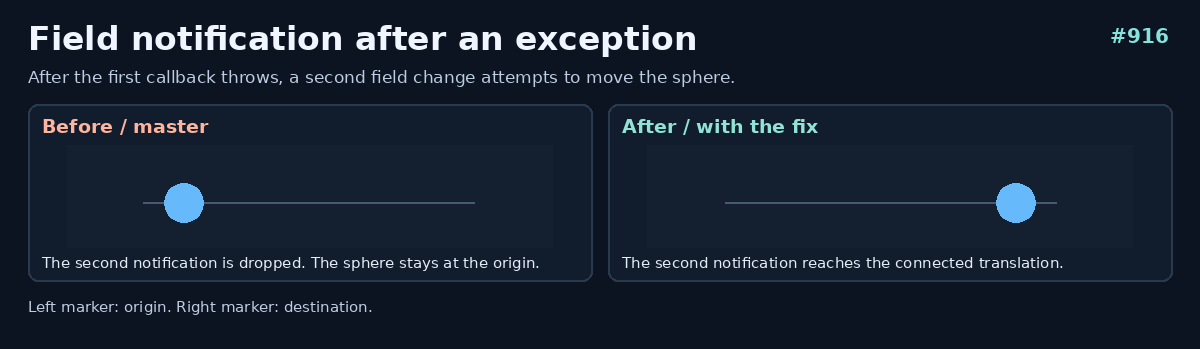 Field notification after an exception
#916
After the first callback throws, a second field change attempts to move the sphere.
Before / master
The second notification is dropped. The sphere stays at the origin.
After / with the fix
The second notification reaches the connected translation.
Left marker: origin. Right marker: destination.